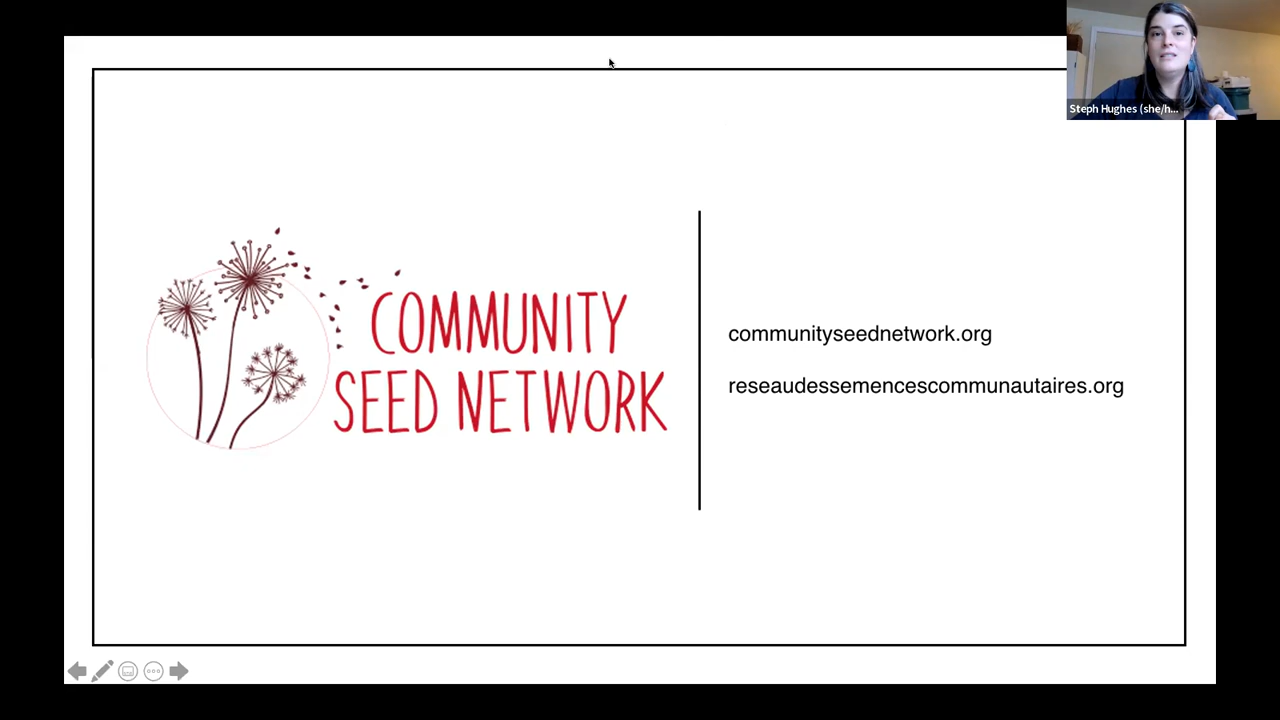 Steph Hughes (she/h...
COMMUNITY
SEED NETWORK
communityseednetwork.org
reseaudessemencescommunautaires.org